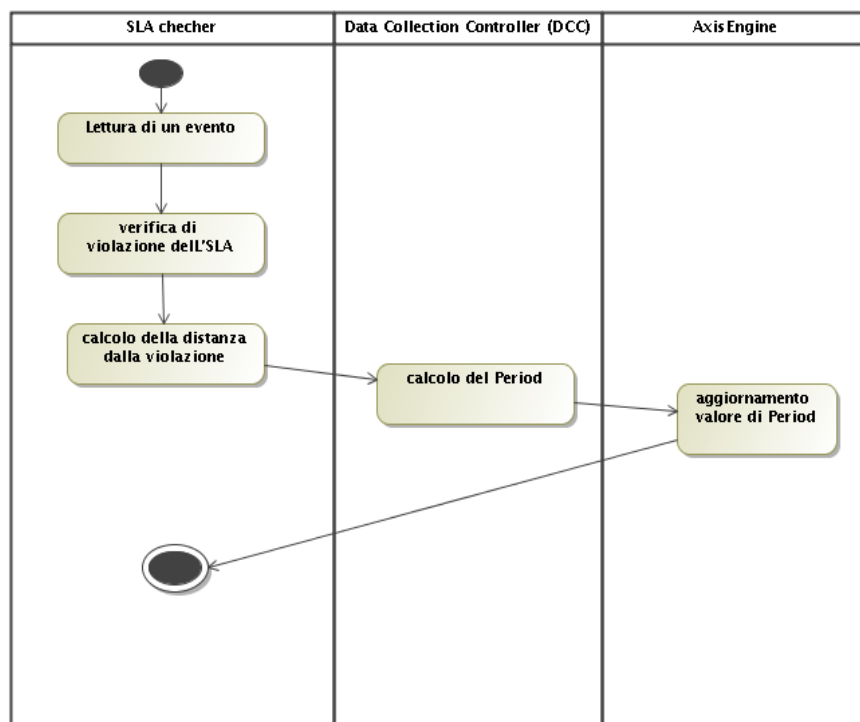 SLA checher
Data Collection Controller (DCC)
AxisEngine
Lettura di un evento
verifica di
violazione dell'SLA
calcolo della distanza
dalla violazione
calcolo del Period
aggiornamento
valore di Period